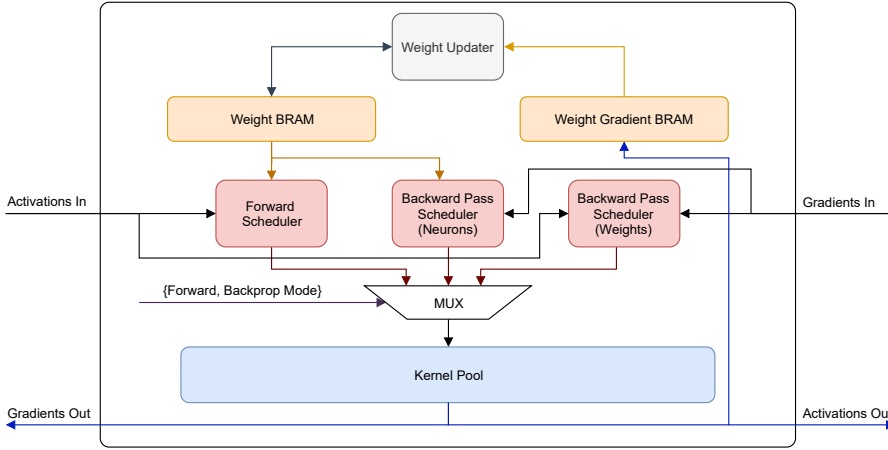 Weight Updater
Weight BRAM
Weight Gradient BRAM
Activations In
Forward
Scheduler
Backward Pass
Scheduler
(Neurons)
Backward Pass
Scheduler
(Weights)
Gradients In
{Forward, Backprop Mode}
MUX
Kernel Pool
Gradients Out
Activations Ou